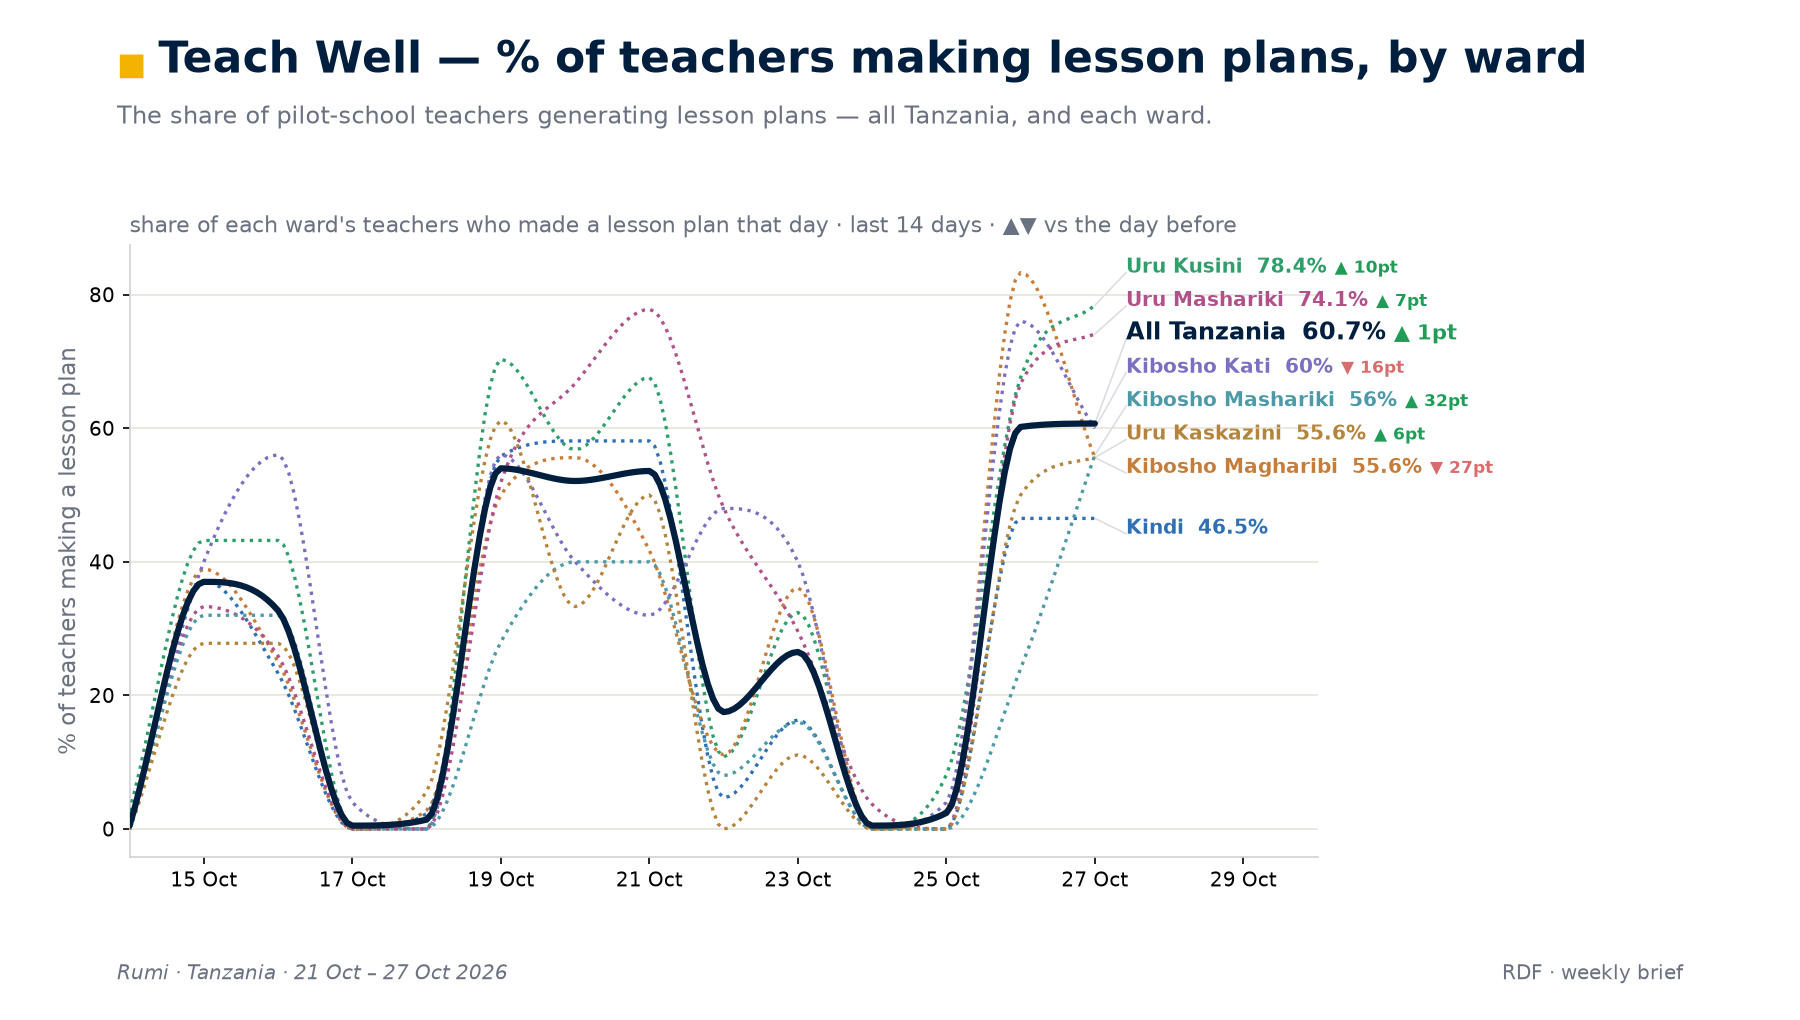 Teach Well — % of teachers making lesson plans, by ward
The share of pilot-school teachers generating lesson plans — all Tanzania, and each ward.
share of each ward's teachers who made a lesson plan that day · last 14 days · ▲▼ vs the day before
% of teachers making a lesson plan
80
60
40
20
0
Uru Kusini 78.4% ▲ 10pt
Uru Mashariki 74.1% ▲ 7pt
All Tanzania 60.7% ▲ 1pt
Kibosho Kati 60% ▼ 16pt
Kibosho Mashariki 56% ▲ 32pt
Uru Kaskazini 55.6% ▲ 6pt
Kibosho Magharibi 55.6% ▼ 27pt
Kindi 46.5%
15 Oct 17 Oct 19 Oct 21 Oct 23 Oct 25 Oct 27 Oct 29 Oct
Rumi · Tanzania · 21 Oct – 27 Oct 2026
RDF · weekly brief